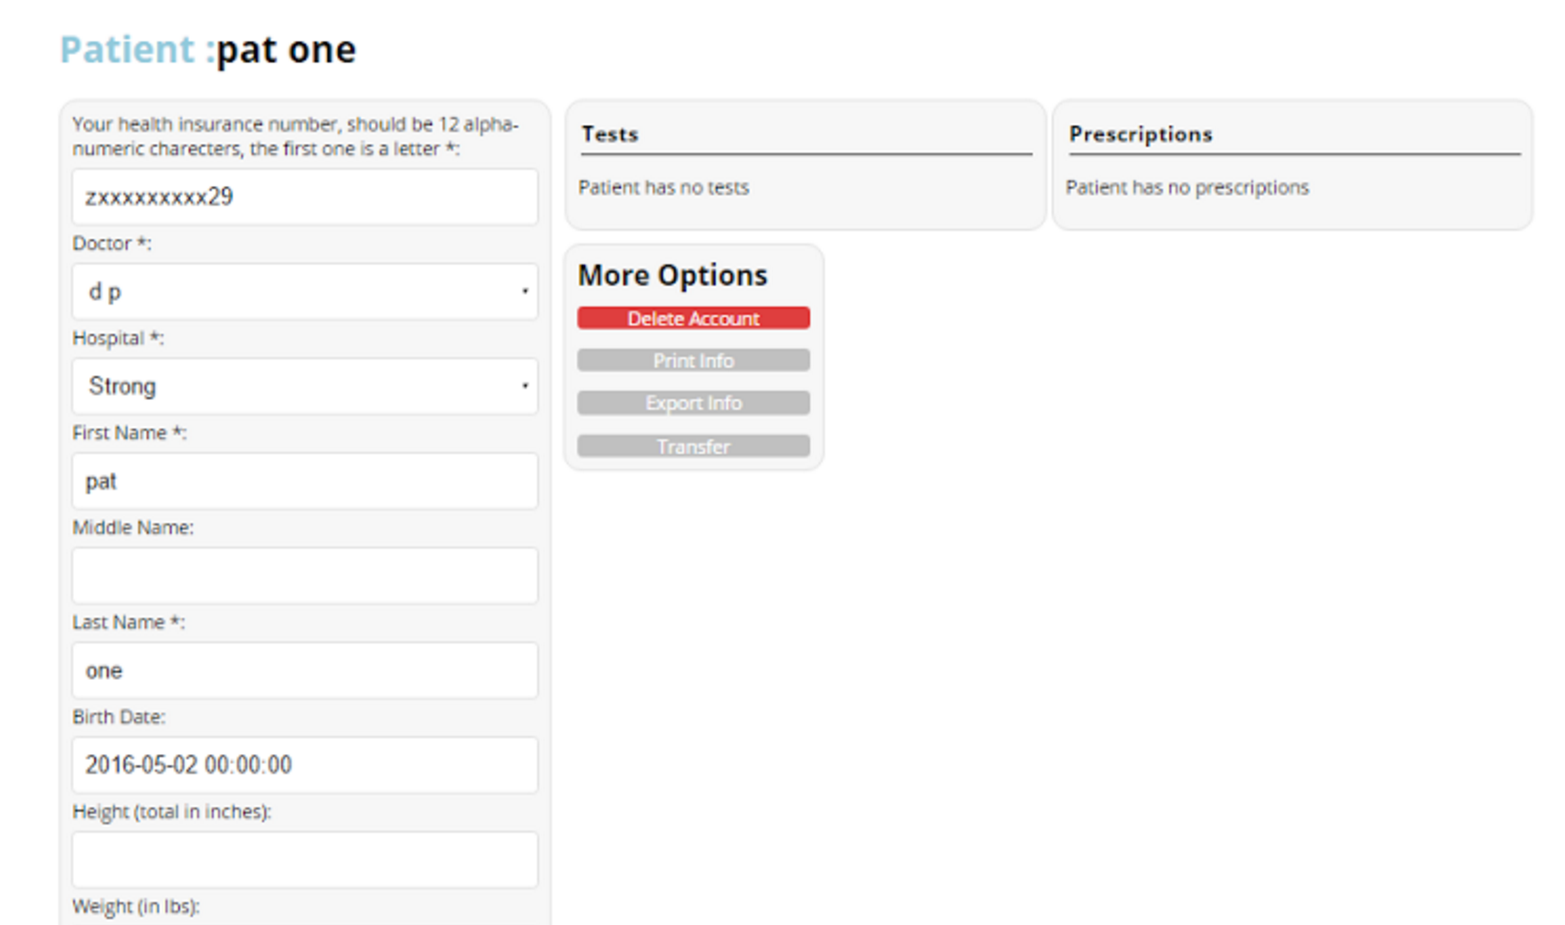 Patient :pat one
Your health insurance number, should be 12 alpha-
numeric charecters, the first one is a letter *:
zxxxxxxxxx29
Doctor *:
d p
Hospital *:
Strong
First Name *:
pat
Middle Name:
Last Name *:
one
Birth Date:
2016-05-02 00:00:00
Height (total in inches):
Weight (in lbs):
Tests
Patient has no tests
Prescriptions
Patient has no prescriptions
More Options
Delete Account
Print Info
Export Info
Transfer